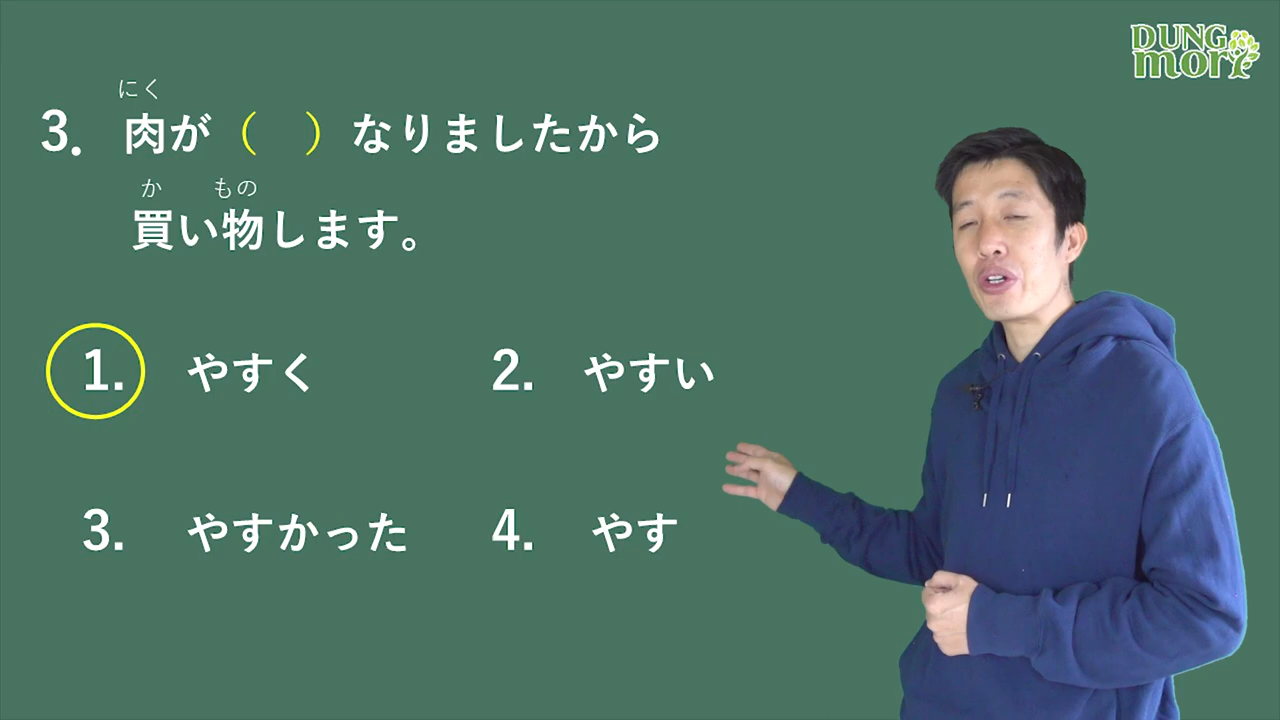 DUNG
mori
にく
3. 肉が（　）なりましたから
か　もの
買い物します。
1. やすく　2. やすい
3. やすかった　4. やす